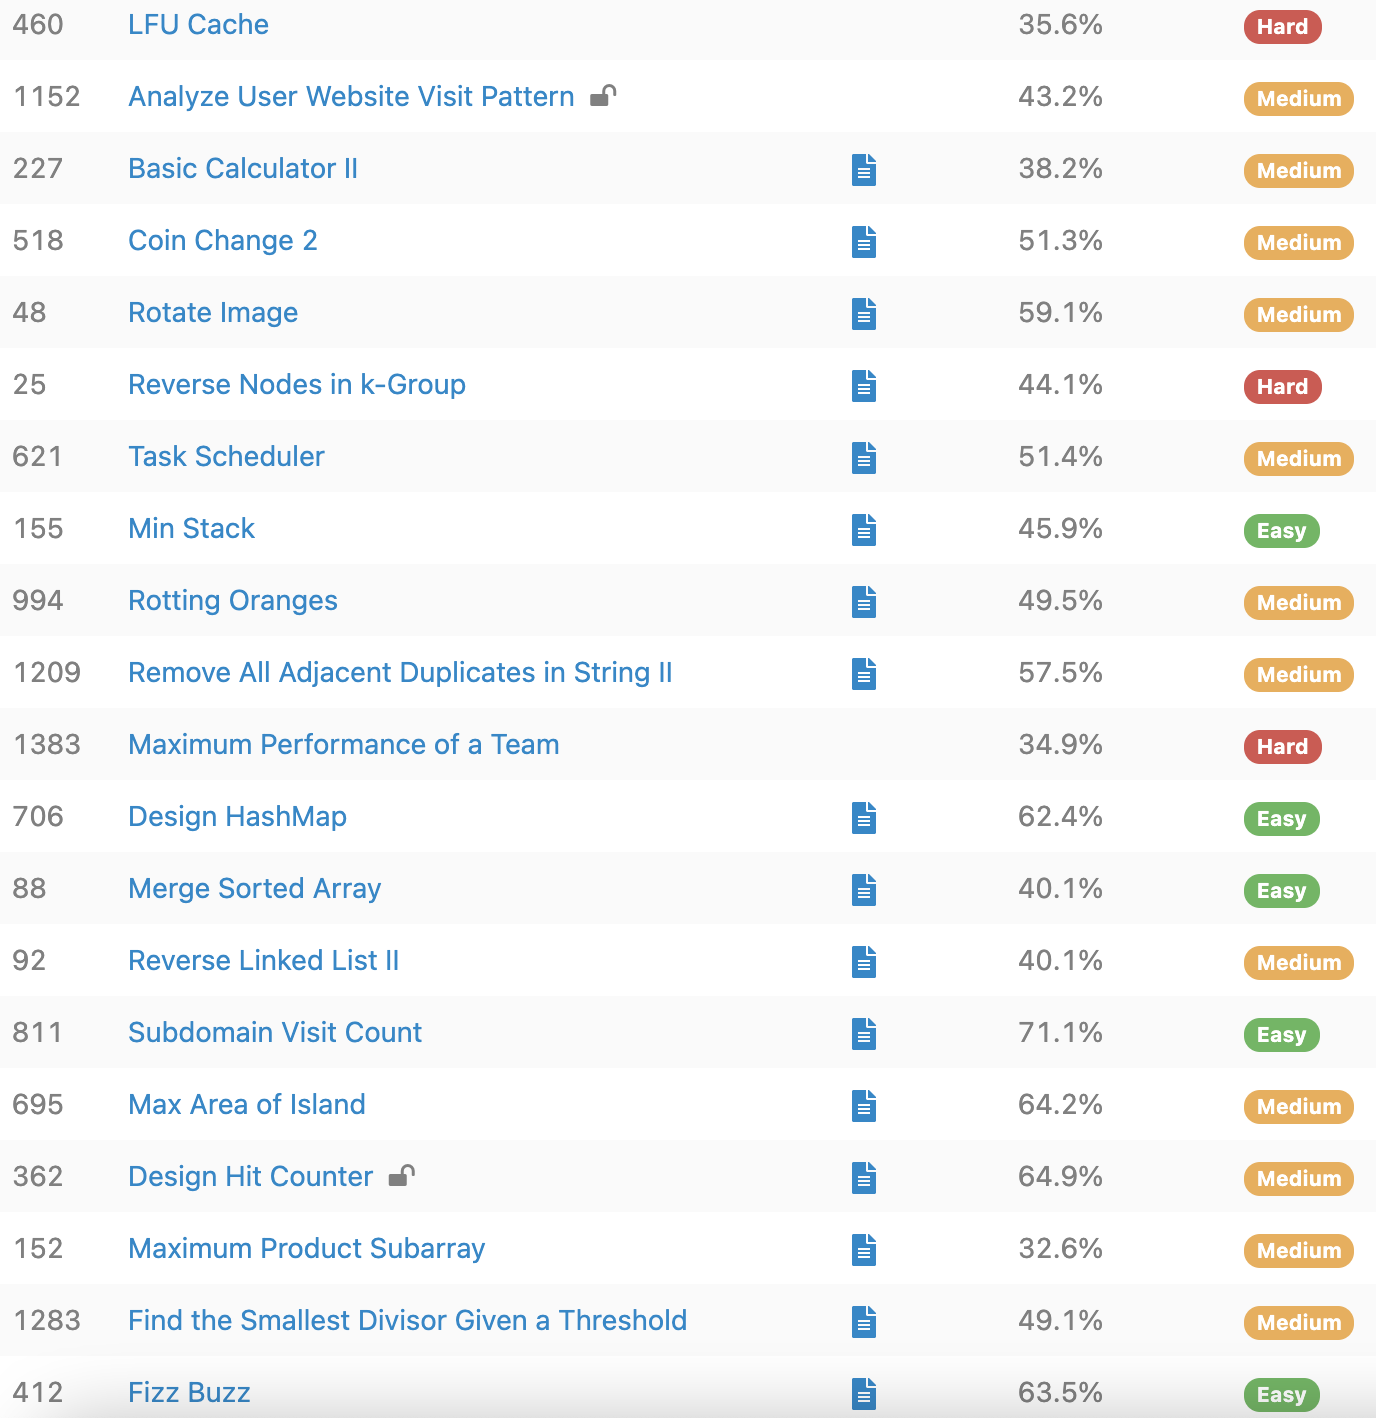 460 LFU Cache 35.6% Hard
1152 Analyze User Website Visit Pattern 43.2% Medium
227 Basic Calculator II 38.2% Medium
518 Coin Change 2 51.3% Medium
48 Rotate Image 59.1% Medium
25 Reverse Nodes in k-Group 44.1% Hard
621 Task Scheduler 51.4% Medium
155 Min Stack 45.9% Easy
994 Rotting Oranges 49.5% Medium
1209 Remove All Adjacent Duplicates in String II 57.5% Medium
1383 Maximum Performance of a Team 34.9% Hard
706 Design HashMap 62.4% Easy
88 Merge Sorted Array 40.1% Easy
92 Reverse Linked List II 40.1% Medium
811 Subdomain Visit Count 71.1% Easy
695 Max Area of Island 64.2% Medium
362 Design Hit Counter 64.9% Medium
152 Maximum Product Subarray 32.6% Medium
1283 Find the Smallest Divisor Given a Threshold 49.1% Medium
412 Fizz Buzz 63.5% Easy